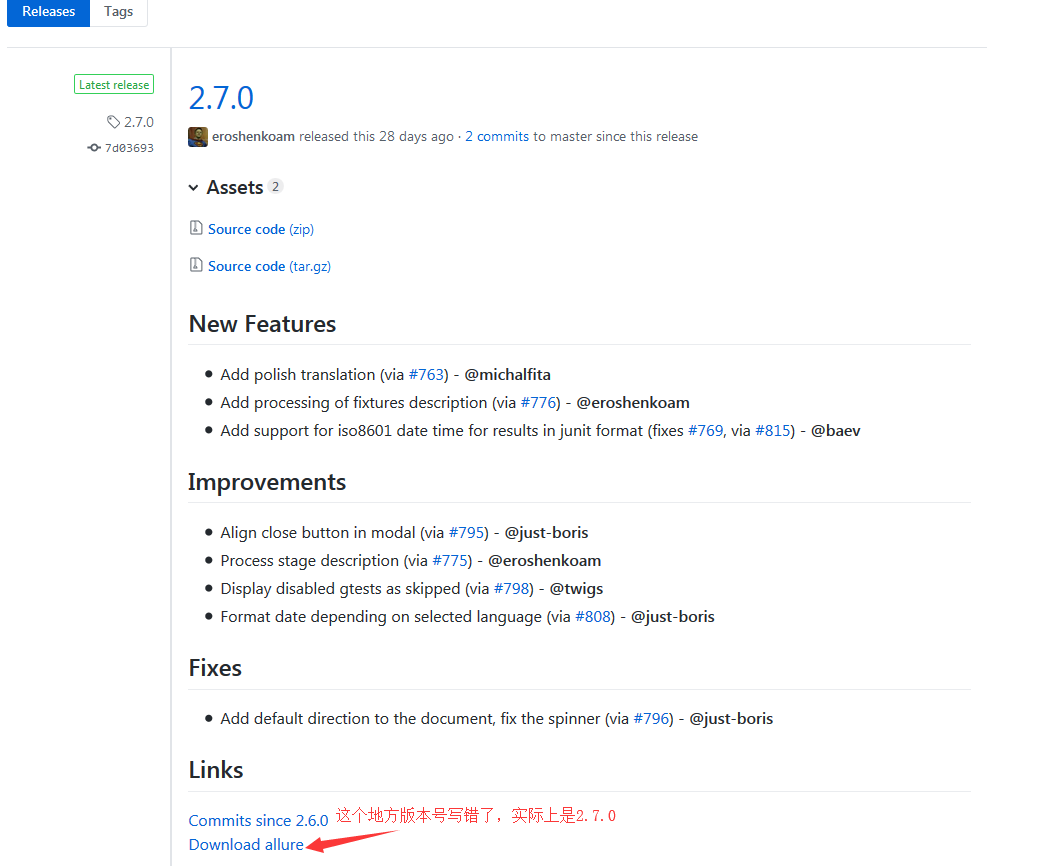 Releases Tags
Latest release
2.7.0
7d03693
2.7.0
eroshenkoam released this 28 days ago · 2 commits to master since this release
Assets 2
Source code (zip)
Source code (tar.gz)
New Features
Add polish translation (via #763) - @michalfita
Add processing of fixtures description (via #776) - @eroshenkoam
Add support for iso8601 date time for results in junit format (fixes #769, via #815) - @baev
Improvements
Align close button in modal (via #795) - @just-boris
Process stage description (via #775) - @eroshenkoam
Display disabled gtests as skipped (via #798) - @twigs
Format date depending on selected language (via #808) - @just-boris
Fixes
Add default direction to the document, fix the spinner (via #796) - @just-boris
Links
Commits since 2.6.0 这个地方版本号写错了，实际上是2.7.0
Download allure